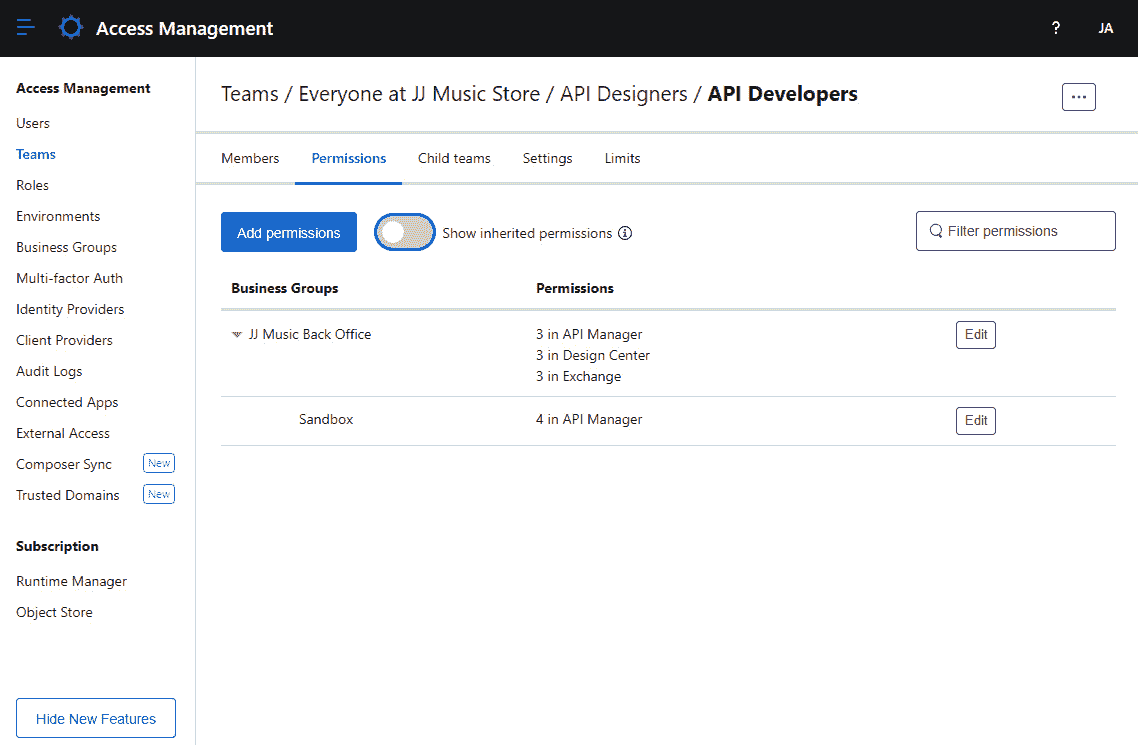 Access Management
? JA
Access Management
Users
Teams
Roles
Environments
Business Groups
Multi-factor Auth
Identity Providers
Client Providers
Audit Logs
Connected Apps
External Access
Composer Sync New
Trusted Domains New
Subscription
Runtime Manager
Object Store
Hide New Features
Teams / Everyone at JJ Music Store / API Designers / API Developers
...
Members Permissions Child teams Settings Limits
Add permissions Show inherited permissions Filter permissions
Business Groups Permissions
JJ Music Back Office 3 in API Manager Edit
3 in Design Center
3 in Exchange
Sandbox 4 in API Manager Edit